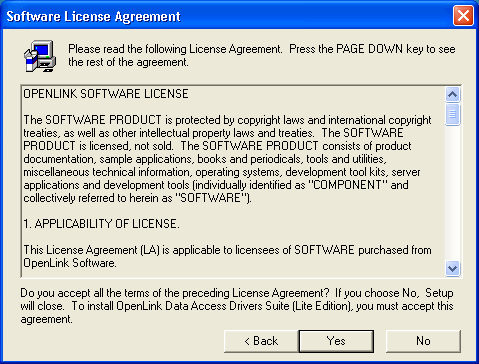 Software License Agreement
Please read the following License Agreement.  Press the PAGE DOWN key to see
the rest of the agreement.
OPENLINK SOFTWARE LICENSE
The SOFTWARE PRODUCT is protected by copyright laws and international copyright
treaties, as well as other intellectual property laws and treaties.  The SOFTWARE
PRODUCT is licensed, not sold.  The SOFTWARE PRODUCT consists of product
documentation, sample applications, books and periodicals, tools and utilities,
miscellaneous technical information, operating systems, development tool kits, server
applications and development tools (individually identified as "COMPONENT" and
collectively referred to herein as "SOFTWARE").
1. APPLICABILITY OF LICENSE.
This License Agreement (LA) is applicable to licensees of SOFTWARE purchased from
OpenLink Software.
Do you accept all the terms of the preceding License Agreement?  If you choose No,  Setup
will close.  To install OpenLink Data Access Drivers Suite (Lite Edition), you must accept this
agreement.
< Back
Yes
No